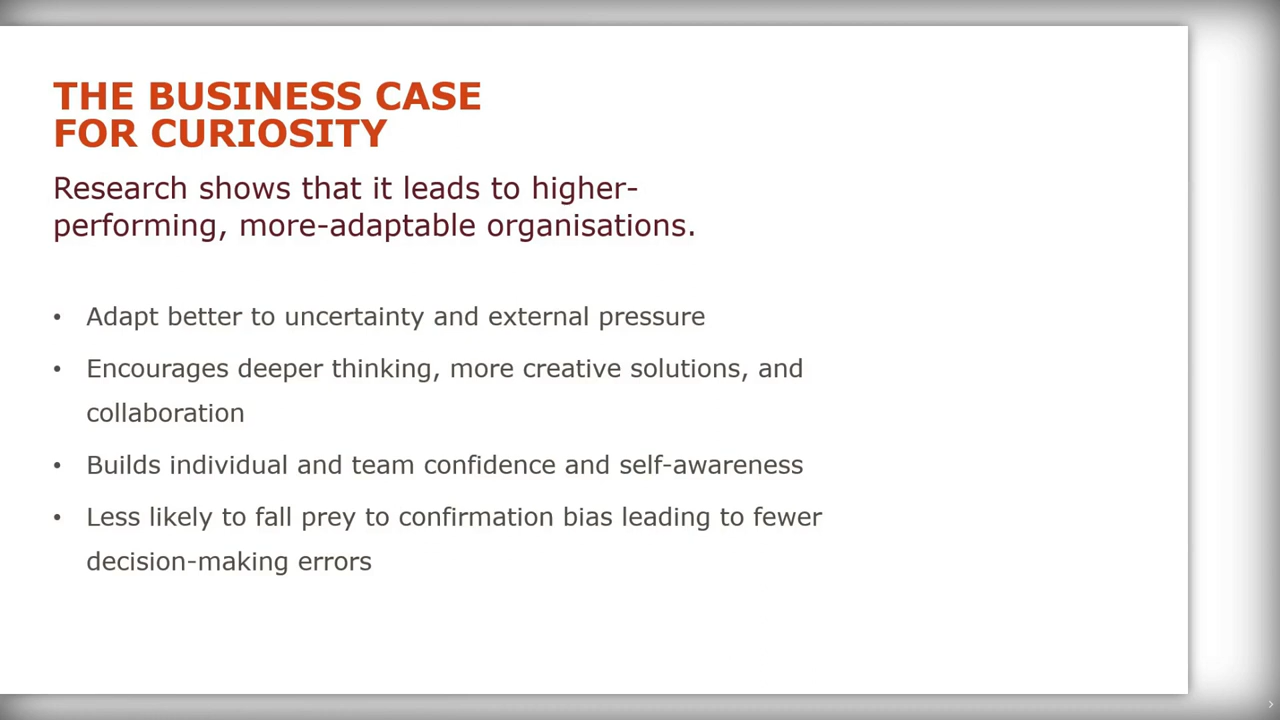 THE BUSINESS CASE
FOR CURIOSITY
Research shows that it leads to higher-
performing, more-adaptable organisations.
• Adapt better to uncertainty and external pressure
• Encourages deeper thinking, more creative solutions, and
collaboration
• Builds individual and team confidence and self-awareness
• Less likely to fall prey to confirmation bias leading to fewer
decision-making errors